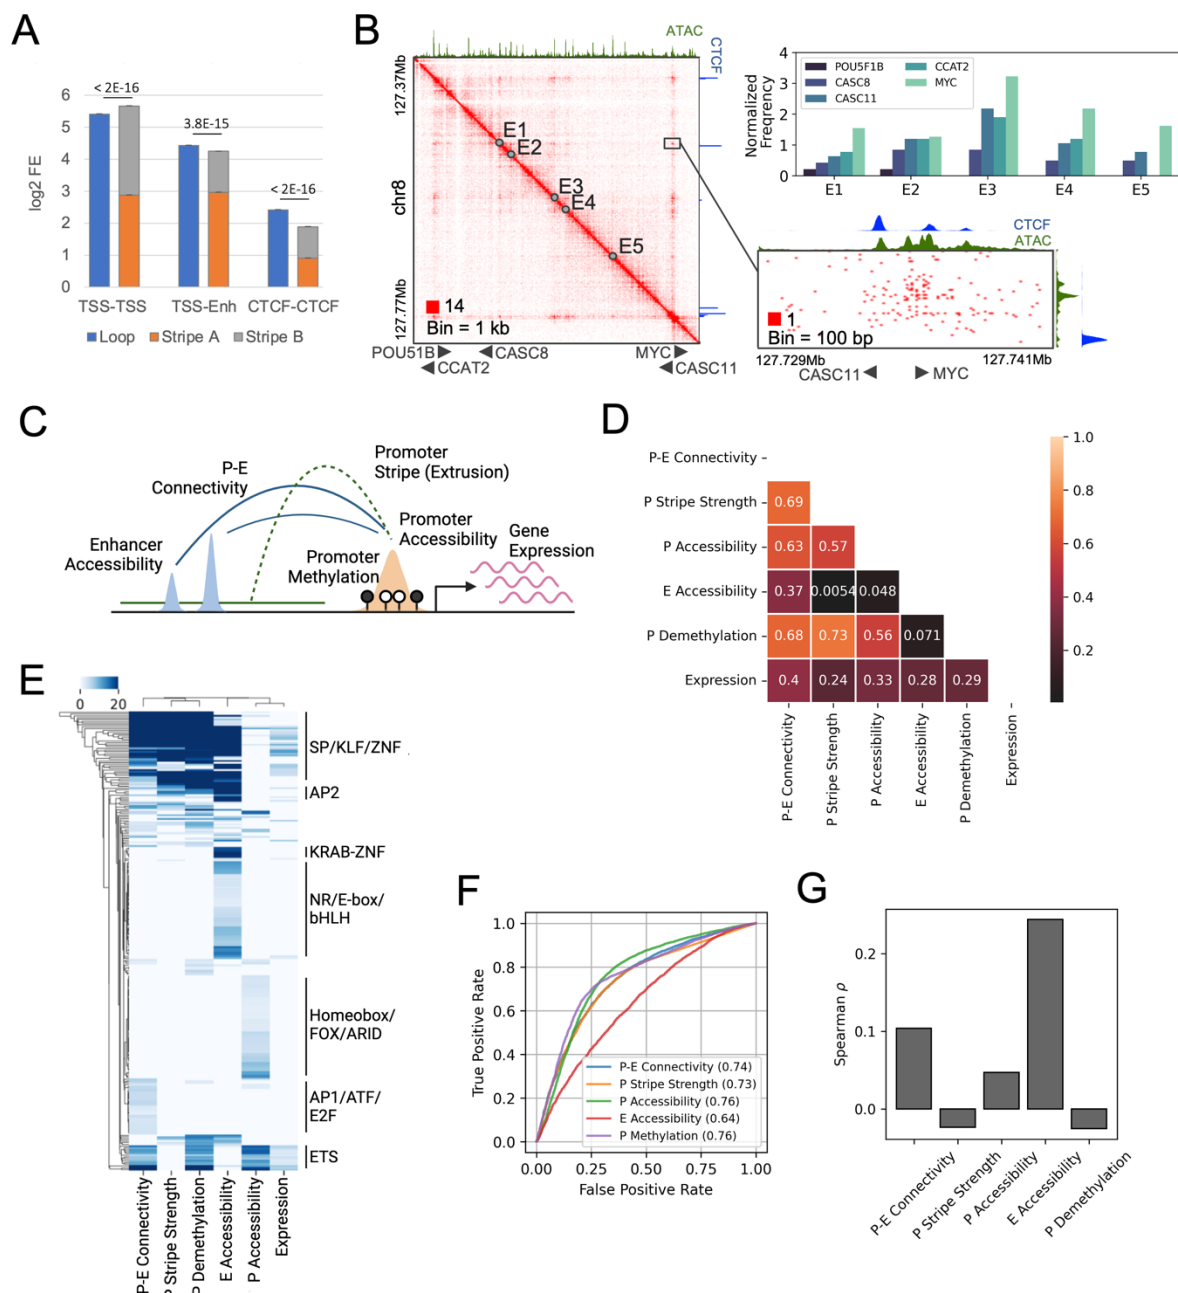 A
6
5
4
3
2
1
0
log2 FE
< 2E-16
3.8E-15
< 2E-16
TSS-TSS
TSS-Enh
CTCF-CTCF
Loop
Stripe A
Stripe B
B
ATAC
CTCF
127.37Mb
chr8
127.77Mb
E1
E2
E3
E4
E5
14
Bin = 1 kb
POU51B
CASC8
MYC
CCAT2
CASC11
Normalized
Freqrency
4
3
2
1
0
POU5F1B
CASC8
CASC11
CCAT2
MYC
E1
E2
E3
E4
E5
CTCF
ATAC
1
Bin = 100 bp
127.729Mb
127.741Mb
CASC11
MYC
C
P-E
Connectivity
Promoter
Stripe (Extrusion)
Enhancer
Accessibility
Promoter
Methylation
Promoter
Accessibility
Gene
Expression
D
P-E Connectivity
P Stripe Strength
0.69
P Accessibility
0.63
0.57
E Accessibility
0.37
0.0054
0.048
P Demethylation
0.68
0.73
0.56
0.071
Expression
0.4
0.24
0.33
0.28
0.29
P-E Connectivity
P Stripe Strength
P Accessibility
E Accessibility
P Demethylation
Expression
1.0
0.8
0.6
0.4
0.2
E
0
20
SP/KLF/ZNF
AP2
KRAB-ZNF
NR/E-box/
bHLH
Homeobox/
FOX/ARID
AP1/ATF/
E2F
ETS
P-E Connectivity
P Stripe Strength
P Demethylation
E Accessibility
P Accessibility
Expression
F
True Positive Rate
1.0
0.8
0.6
0.4
0.2
0.0
P-E Connectivity (0.74)
P Stripe Strength (0.73)
P Accessibility (0.76)
E Accessibility (0.64)
P Methylation (0.76)
0.00
0.25
0.50
0.75
1.00
False Positive Rate
G
Spearman ρ
0.2
0.1
0.0
P-E Connectivity
P Stripe Strength
P Accessibility
E Accessibility
P Demethylation